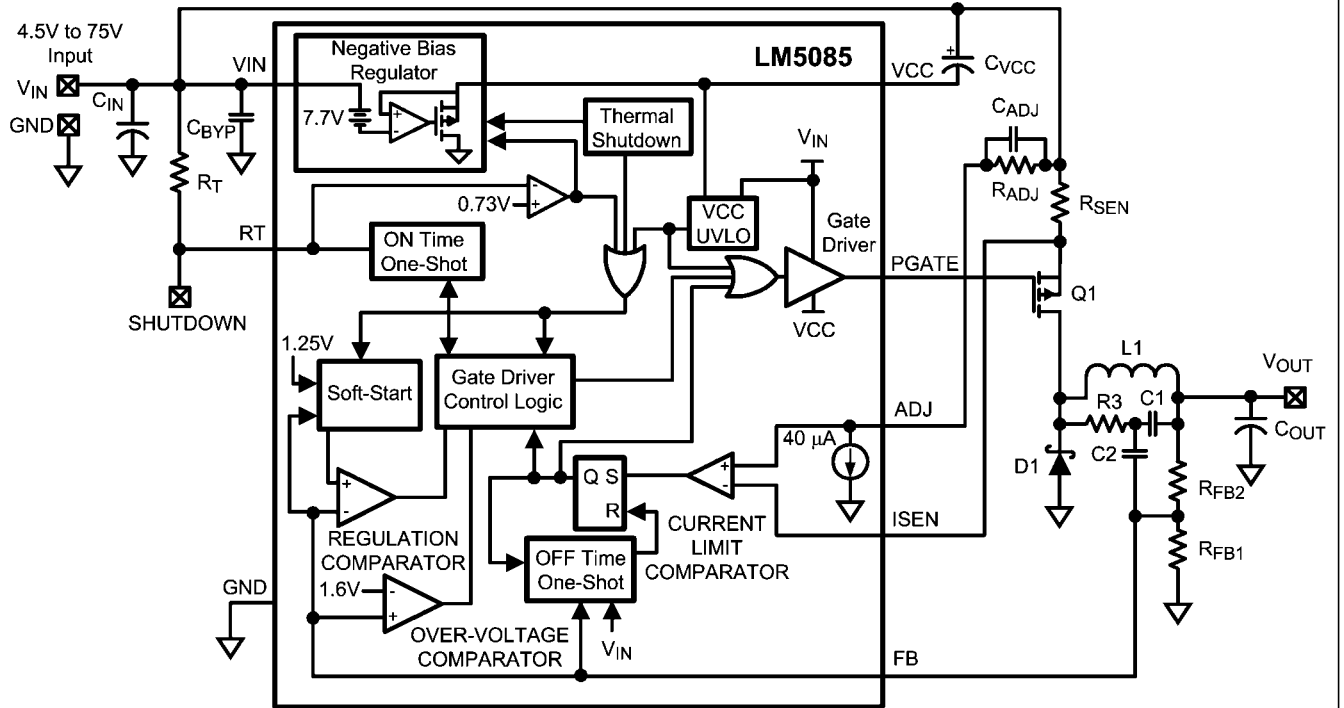 4.5V to 75V
Input
VIN
GND
CIN
CBYP
RT
RT
SHUTDOWN
VIN
GND
LM5085
Negative Bias
Regulator
7.7V
+
-
Thermal
Shutdown
0.73V
-
+
ON Time
One-Shot
VCC
UVLO
VIN
Gate
Driver
VCC
1.25V
Soft-Start
Gate Driver
Control Logic
+
-
REGULATION
COMPARATOR
1.6V
-
+
OVER-VOLTAGE
COMPARATOR
Q S
R
OFF Time
One-Shot
VIN
+
-
CURRENT
LIMIT
COMPARATOR
40 µA
VCC
PGATE
ADJ
ISEN
FB
+
CVCC
CADJ
RADJ
RSEN
Q1
L1
VOUT
R3
C1
C2
COUT
D1
RFB2
RFB1